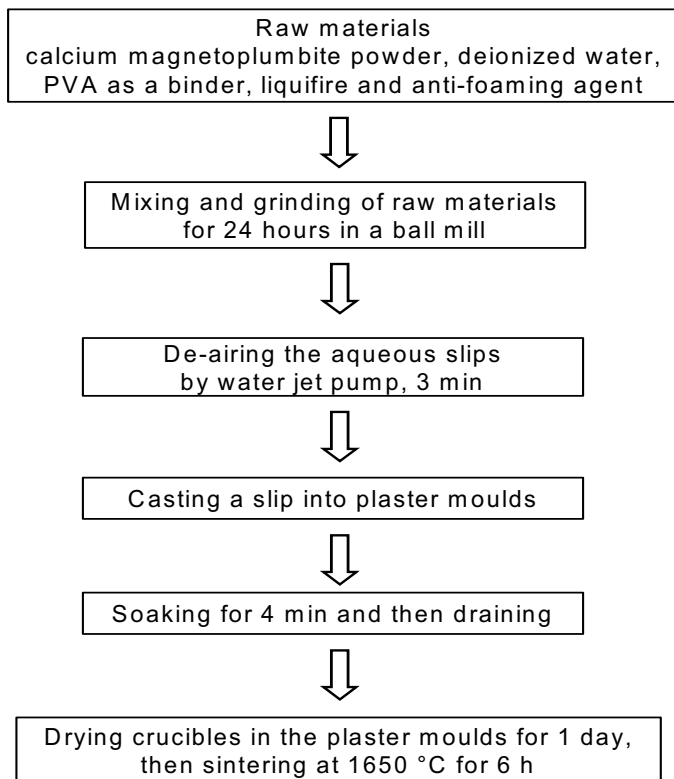 Raw materials
calcium magnetoplumbite powder, deionized water,
PVA as a binder, liquifire and anti-foaming agent
Mixing and grinding of raw materials
for 24 hours in a ball mill
De-airing the aqueous slips
by water jet pump, 3 min
Casting a slip into plaster moulds
Soaking for 4 min and then draining
Drying crucibles in the plaster moulds for 1 day,
then sintering at 1650 °C for 6 h